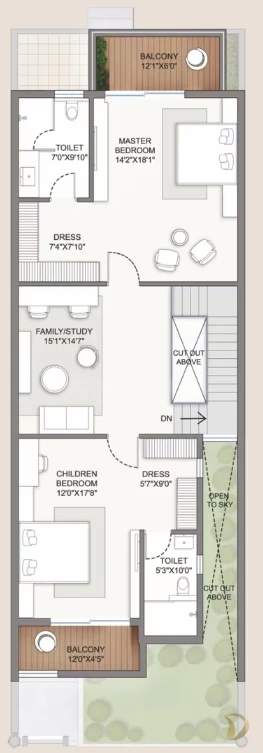 BALCONY
12'1"X6'0"
MASTER
BEDROOM
14'2"X18'1"
TOILET
7'0"X9'10"
DRESS
7'4"X7'10"
FAMILY/STUDY
15'1"X14'7"
CUT OUT
ABOVE
DN
CHILDREN
BEDROOM
12'0"X17'8"
DRESS
5'7"X9'0"
OPEN
TO SKY
TOILET
5'3"X10'0"
CUT OUT
ABOVE
BALCONY
12'0"X4'5"